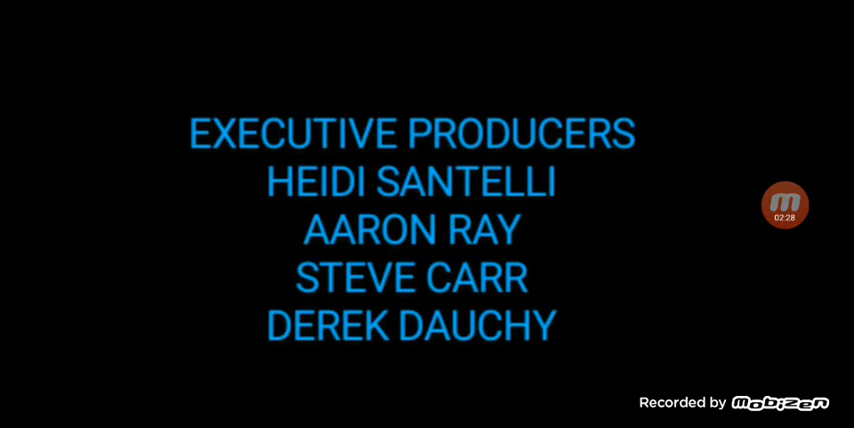 EXECUTIVE PRODUCERS
HEIDI SANTELLI
AARON RAY
STEVE CARR
DEREK DAUCHY
m
02:28
Recorded by mobizen